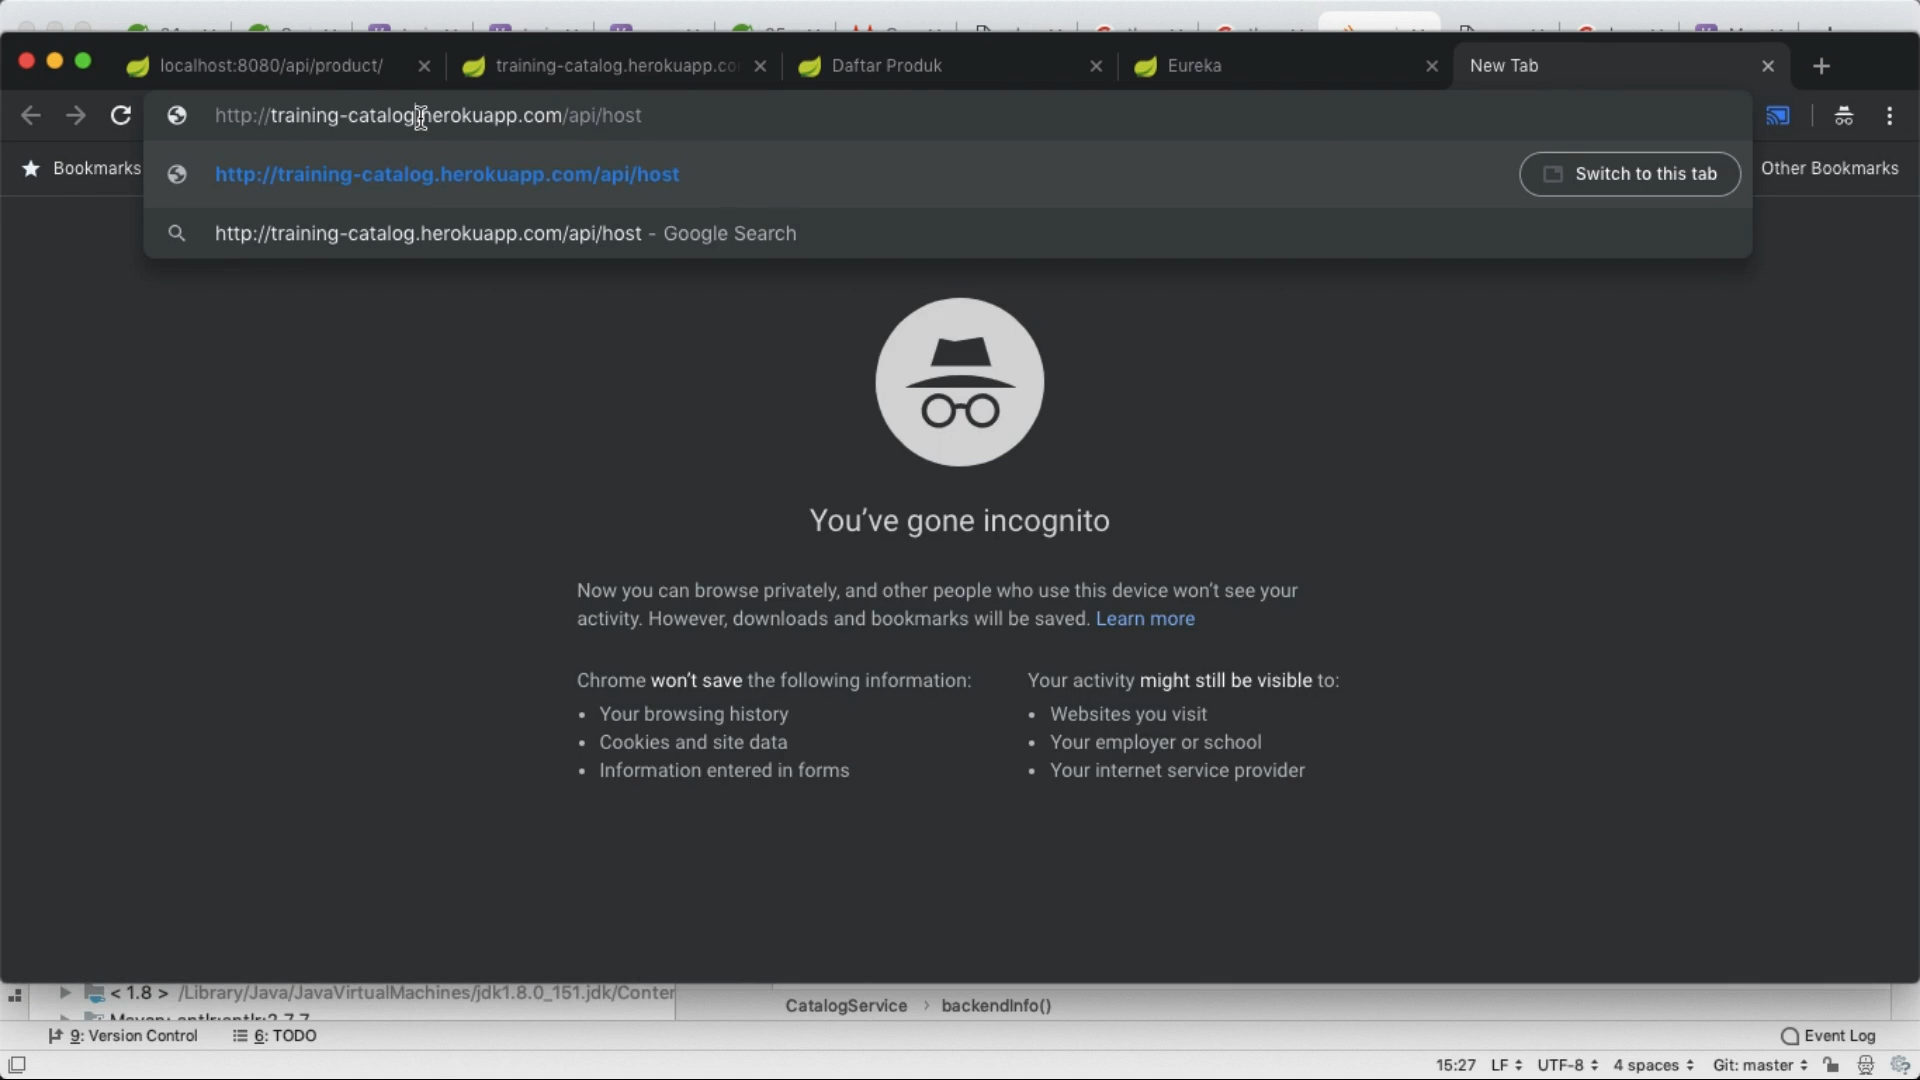 localhost:8080/api/product/
training-catalog.herokuapp.co
Daftar Produk
Eureka
New Tab
http://training-catalog.herokuapp.com/api/host
Bookmarks
http://training-catalog.herokuapp.com/api/host
Switch to this tab
Other Bookmarks
http://training-catalog.herokuapp.com/api/host - Google Search
You've gone incognito
Now you can browse privately, and other people who use this device won't see your
activity. However, downloads and bookmarks will be saved. Learn more
Chrome won't save the following information:
• Your browsing history
• Cookies and site data
• Information entered in forms
Your activity might still be visible to:
• Websites you visit
• Your employer or school
• Your internet service provider
< 1.8 > /Library/Java/JavaVirtualMachines/jdk1.8.0_151.jdk/Conter
CatalogService › backendInfo()
Maven: antlr:antlr:2.7.7
9: Version Control
6: TODO
Event Log
15:27 LF UTF-8 4 spaces Git: master